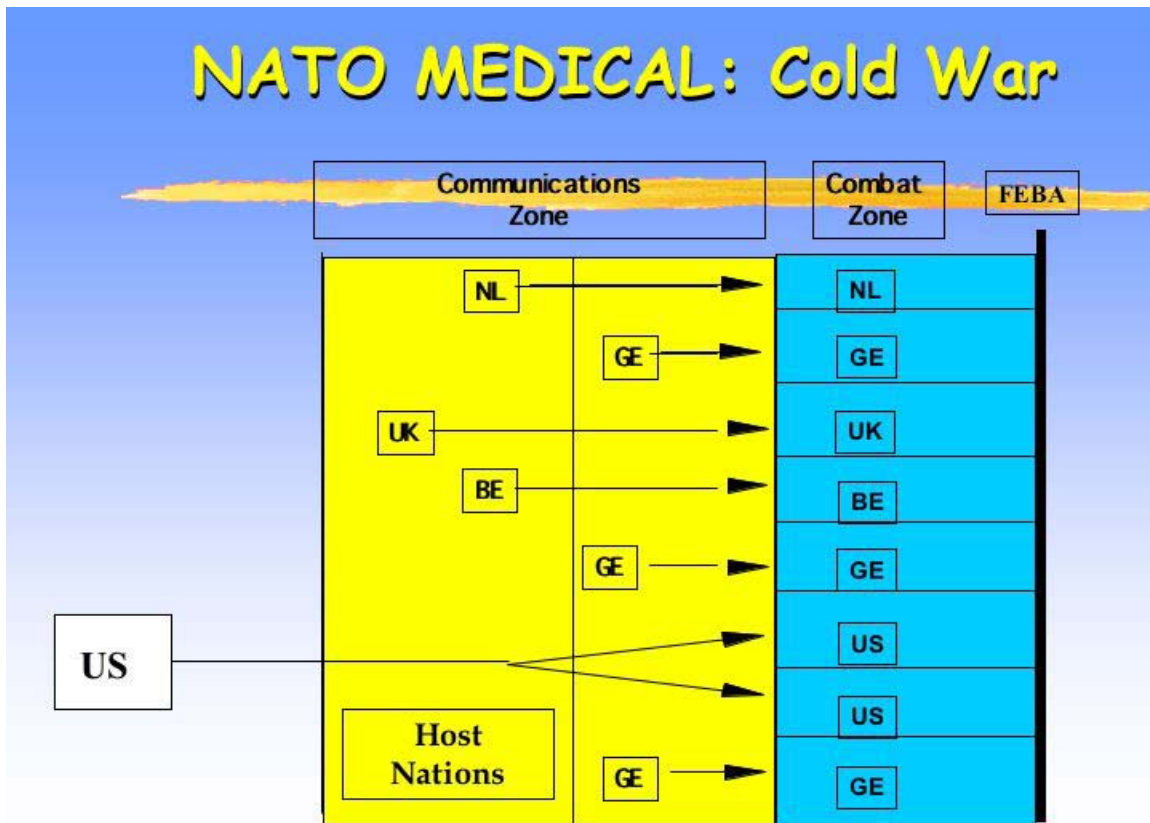 NATO MEDICAL: Cold War
Communications
Zone
Combat
Zone
FEBA
NL
NL
GE
GE
UK
UK
BE
BE
GE
GE
US
US
US
Host
Nations
GE
GE